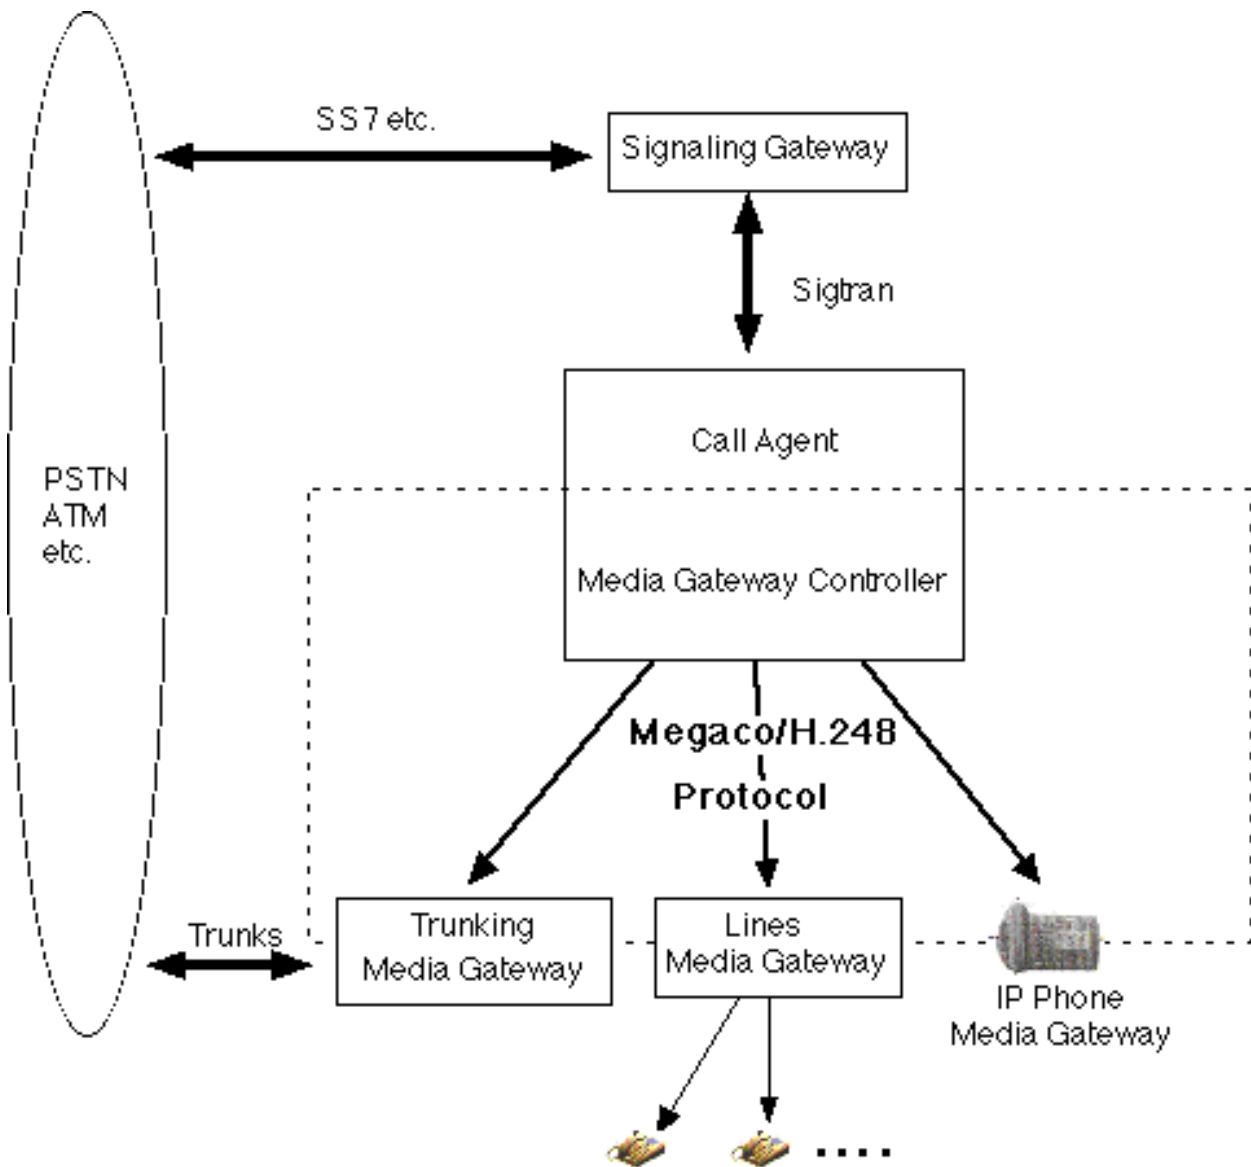 SS7 etc.
Signaling Gateway
Sigtran
Call Agent
PSTN
ATM
etc.
Media Gateway Controller
Megaco/H.248
Protocol
Trunks
Trunking
Media Gateway
Lines
Media Gateway
IP Phone
Media Gateway
....